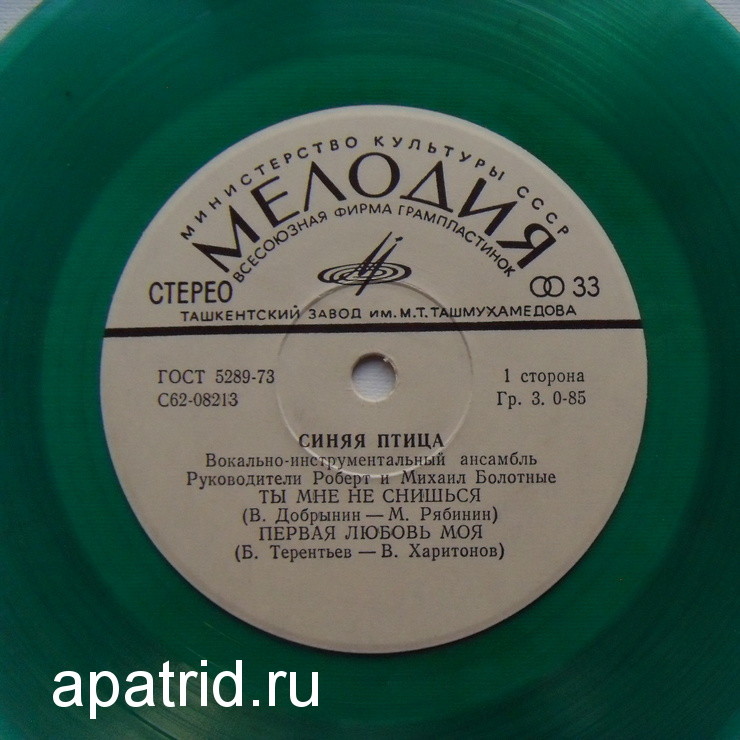 МИНИСТЕРСТВО КУЛЬТУРЫ СССР
МЕЛОДИЯ
ВСЕСОЮЗНАЯ ФИРМА ГРАМПЛАСТИНОК
СТЕРЕО 33
ТАШКЕНТСКИЙ ЗАВОД ИМ. М.Т. ТАШМУХАМЕДОВА
ГОСТ 5289-73 1 сторона
С62-08213 Гр. 3. 0-85
СИНЯЯ ПТИЦА
Вокально-инструментальный ансамбль
Руководители Роберт и Михаил Болотные
ТЫ МНЕ НЕ СНИШЬСЯ
(В. Добрынин — М. Рябинин)
ПЕРВАЯ ЛЮБОВЬ МОЯ
(Б. Терентьев — В. Харитонов)
apatrid.ru